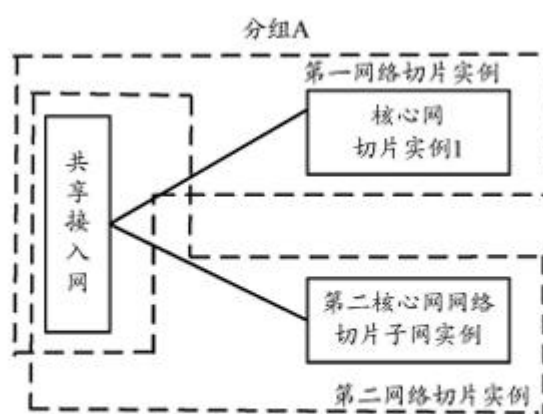 分组A
第一网络切片实例
核心网
切片实例1
共
享
接
入
网
第二核心网网络
切片子网实例
第二网络切片实例